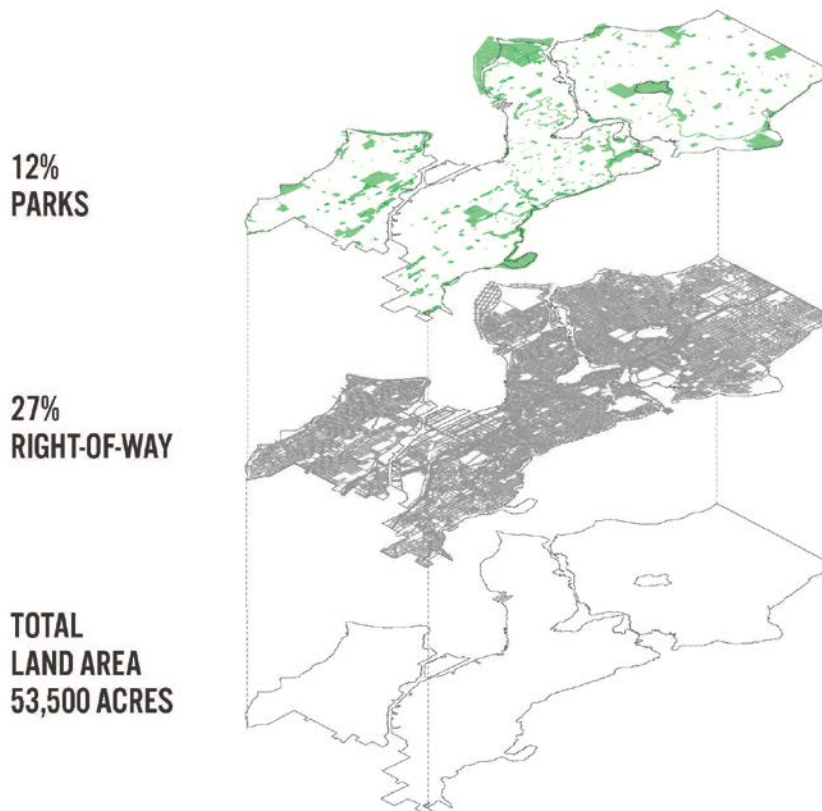 12%
PARKS
27%
RIGHT-OF-WAY
TOTAL
LAND AREA
53,500 ACRES